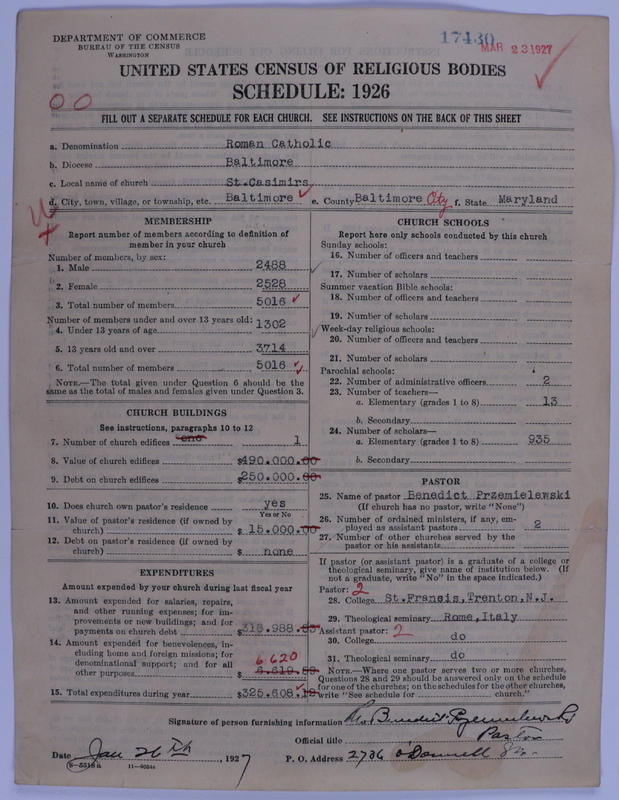 DEPARTMENT OF COMMERCE
BUREAU OF THE CENSUS
WASHINGTON
17430
MAR 23 1927
UNITED STATES CENSUS OF RELIGIOUS BODIES
SCHEDULE: 1926
FILL OUT A SEPARATE SCHEDULE FOR EACH CHURCH. SEE INSTRUCTIONS ON THE BACK OF THIS SHEET
a. Denomination Roman Catholic
b. Diocese Baltimore
c. Local name of church St.Casimirs
d. City, town, village, or township, etc. Baltimore e. County Baltimore City f. State Maryland
MEMBERSHIP
Report number of members according to definition of
member in your church
Number of members, by sex:
1. Male 2488
2. Female 2528
3. Total number of members 5016
Number of members under and over 13 years old:
4. Under 13 years of age 1302
5. 13 years old and over 3714
6. Total number of members 5016
NOTE.—The total given under Question 6 should be the
same as the total of males and females given under Question 3.
CHURCH BUILDINGS
See instructions, paragraphs 10 to 12
7. Number of church edifices one 1
8. Value of church edifices $490.000.00
9. Debt on church edifices $250.000.00
10. Does church own pastor's residence yes
Yes or No
11. Value of pastor's residence (if owned by
church) $ 15.000.00
12. Debt on pastor's residence (if owned by
church) $ none
EXPENDITURES
Amount expended by your church during last fiscal year
13. Amount expended for salaries, repairs,
and other running expenses; for im-
provements or new buildings; and for
payments on church debt $318.988.
14. Amount expended for benevolences, in-
cluding home and foreign missions; for
denominational support; and for all 6 620
other purposes $ 6.619.59
15. Total expenditures during year $325.608.
CHURCH SCHOOLS
Report here only schools conducted by this church
Sunday schools:
16. Number of officers and teachers
17. Number of scholars
Summer vacation Bible schools:
18. Number of officers and teachers
19. Number of scholars
Week-day religious schools:
20. Number of officers and teachers
21. Number of scholars
Parochial schools:
22. Number of administrative officers 2
23. Number of teachers—
a. Elementary (grades 1 to 8) 13
b. Secondary
24. Number of scholars—
a. Elementary (grades 1 to 8) 935
b. Secondary
PASTOR
25. Name of pastor Benedict Przemielewski
(If church has no pastor, write "None")
26. Number of ordained ministers, if any, em-
ployed as assistant pastors 2
27. Number of other churches served by the
pastor or his assistants
If pastor (or assistant pastor) is a graduate of a college or
theological seminary, give name of institution below. (If
not a graduate, write "No" in the space indicated.)
Pastor: 2
28. College St.Fransis,Trenton,N.J.
29. Theological seminary Rome,Italy
Assistant pastor: 2
30. College do
31. Theological seminary do
NOTE.—Where one pastor serves two or more churches,
Questions 28 and 29 should be answered only on the schedule
for one of the churches; on the schedules for the other churches,
write "See schedule for church."
Signature of person furnishing information Rev. Benedict Przemielewski
Official title Pastor
Date Jan 26th, 1927 P. O. Address 2736 O'Donnell St.
8—5518a 11—90344